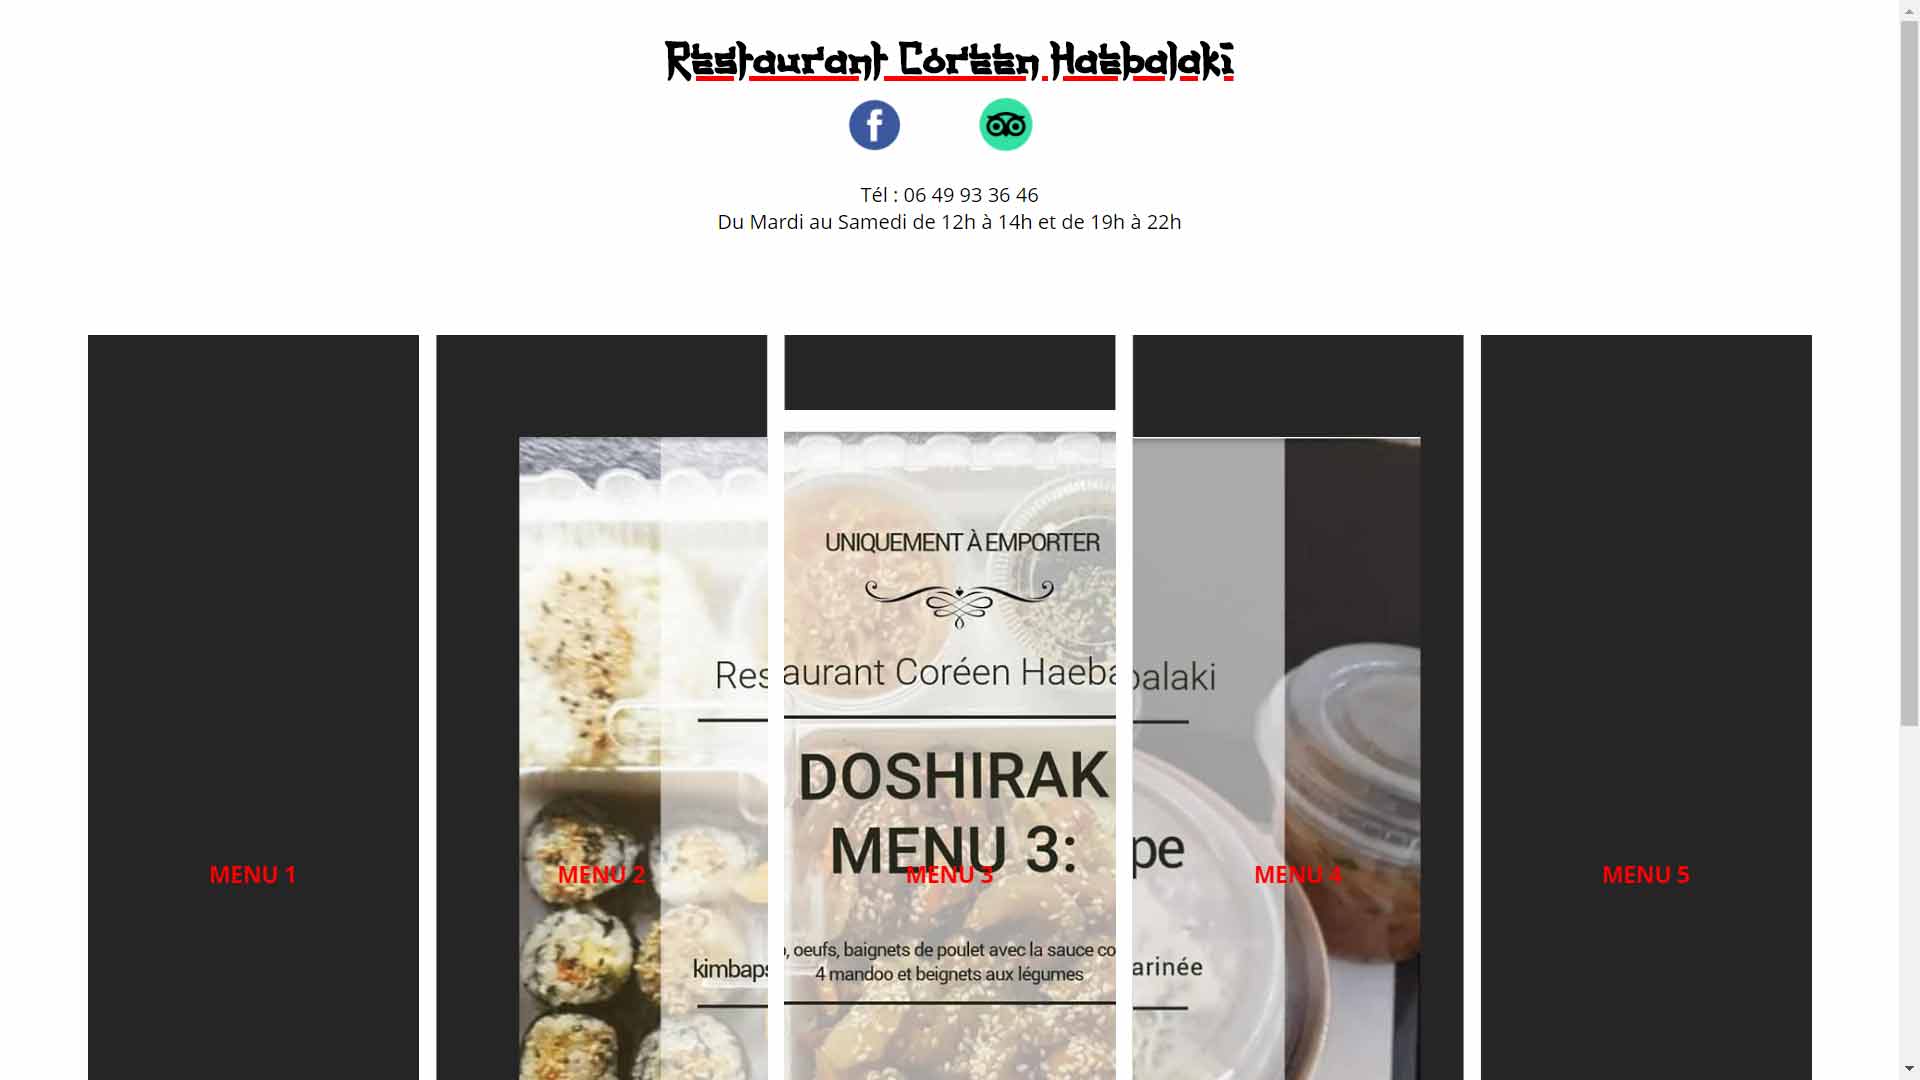 Restaurant Coréen Haebalaki
Tél : 06 49 93 36 46
Du Mardi au Samedi de 12h à 14h et de 19h à 22h
MENU 1
Res
kimbaps
MENU 2
UNIQUEMENT À EMPORTER
aurant Coréen Haeba
DOSHIRAK
MENU 3:
MENU 3
, oeufs, baignets de poulet avec la sauce co
4 mandoo et beignets aux légumes
balaki
pe
MENU 4
arinée
MENU 5